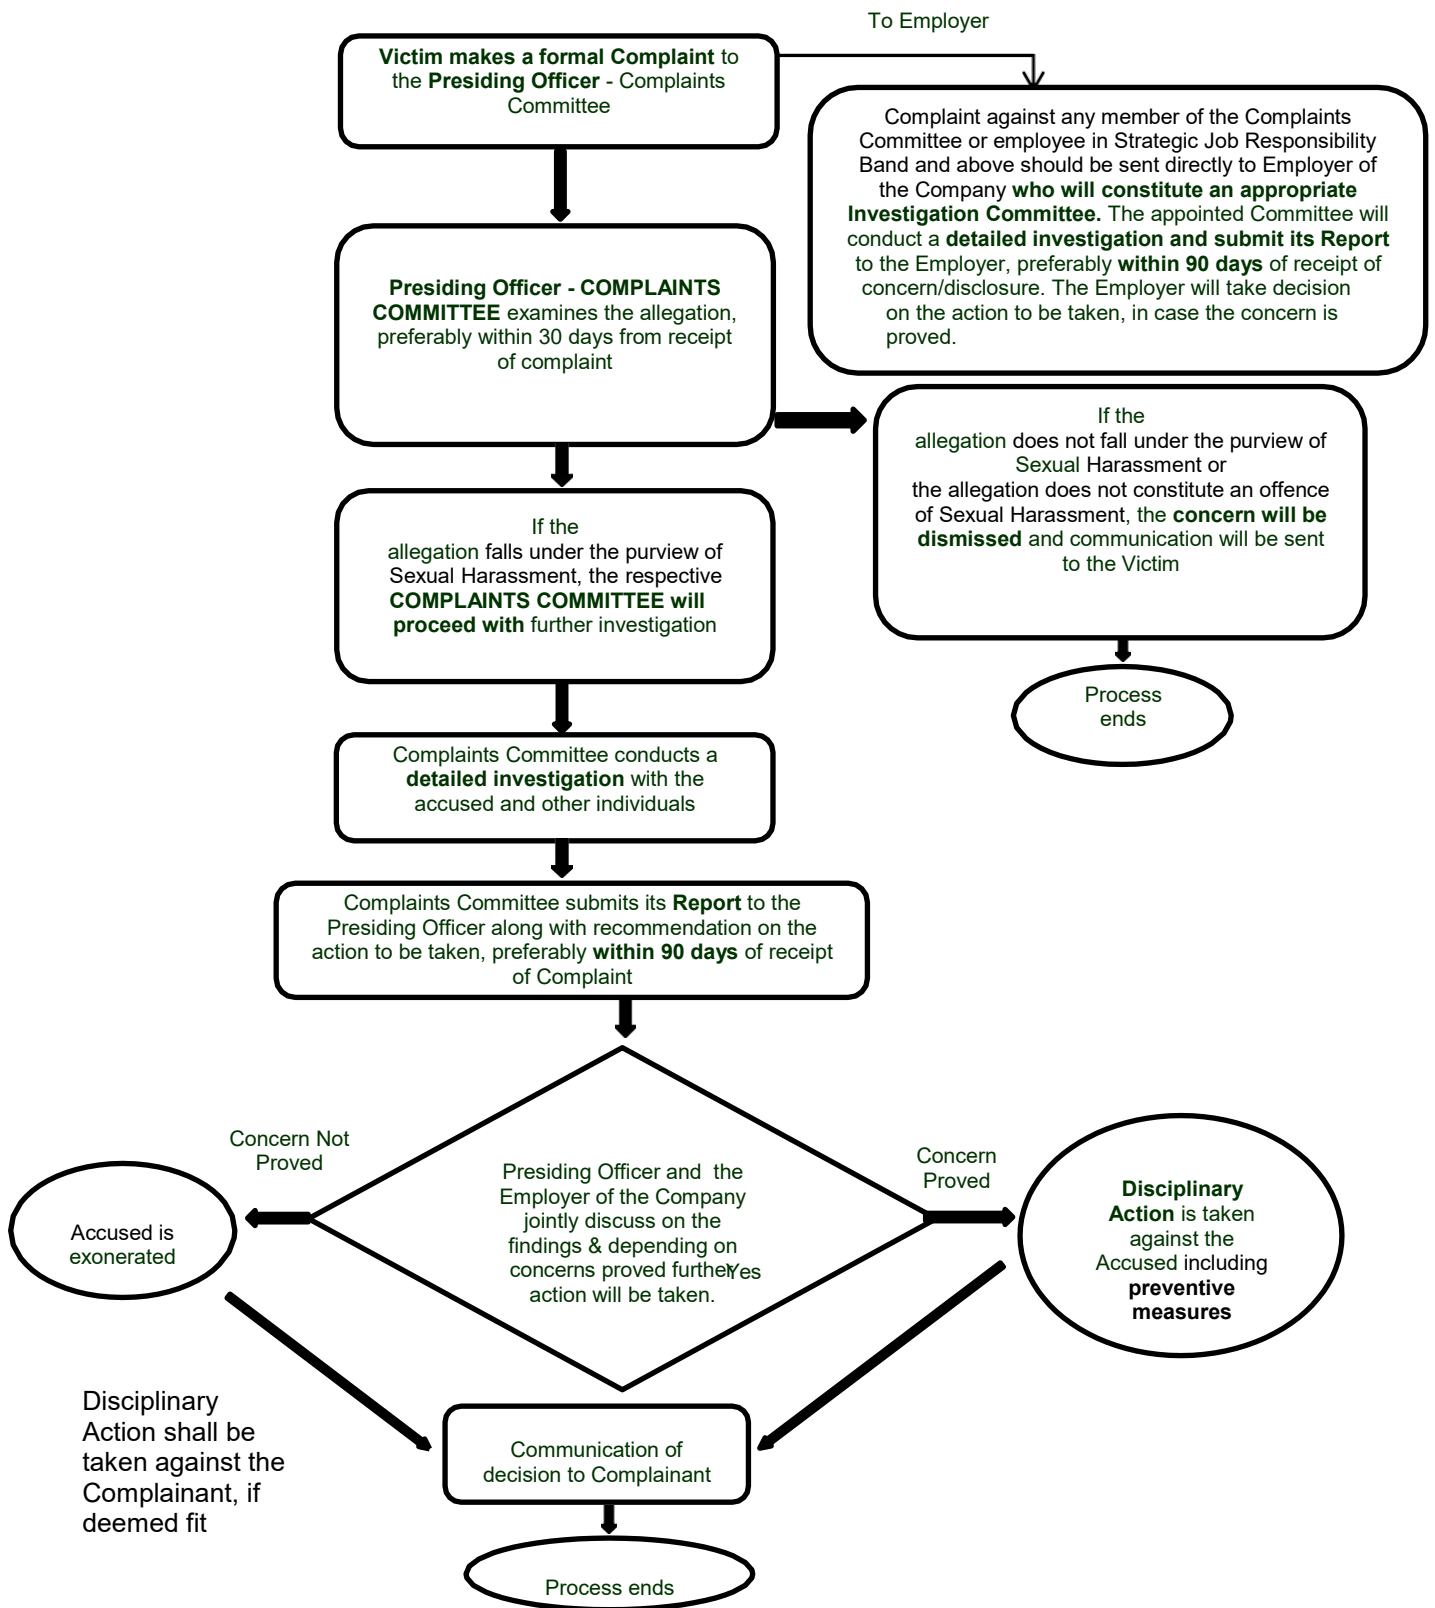 To Employer
Victim makes a formal Complaint to
the Presiding Officer - Complaints
Committee
Complaint against any member of the Complaints
Committee or employee in Strategic Job Responsibility
Band and above should be sent directly to Employer of
the Company who will constitute an appropriate
Investigation Committee. The appointed Committee will
conduct a detailed investigation and submit its Report
to the Employer, preferably within 90 days of receipt of
concern/disclosure. The Employer will take decision
on the action to be taken, in case the concern is
proved.
Presiding Officer - COMPLAINTS
COMMITTEE examines the allegation,
preferably within 30 days from receipt
of complaint
If the
allegation does not fall under the purview of
Sexual Harassment or
the allegation does not constitute an offence
of Sexual Harassment, the concern will be
dismissed and communication will be sent
to the Victim
If the
allegation falls under the purview of
Sexual Harassment, the respective
COMPLAINTS COMMITTEE will
proceed with further investigation
Process
ends
Complaints Committee conducts a
detailed investigation with the
accused and other individuals
Complaints Committee submits its Report to the
Presiding Officer along with recommendation on the
action to be taken, preferably within 90 days of receipt
of Complaint
Concern Not
Proved
Concern
Proved
Accused is
exonerated
Presiding Officer and the
Employer of the Company
jointly discuss on the
findings & depending on
concerns proved further
action will be taken.
Yes
Disciplinary
Action is taken
against the
Accused including
preventive
measures
Disciplinary
Action shall be
taken against the
Complainant, if
deemed fit
Communication of
decision to Complainant
Process ends